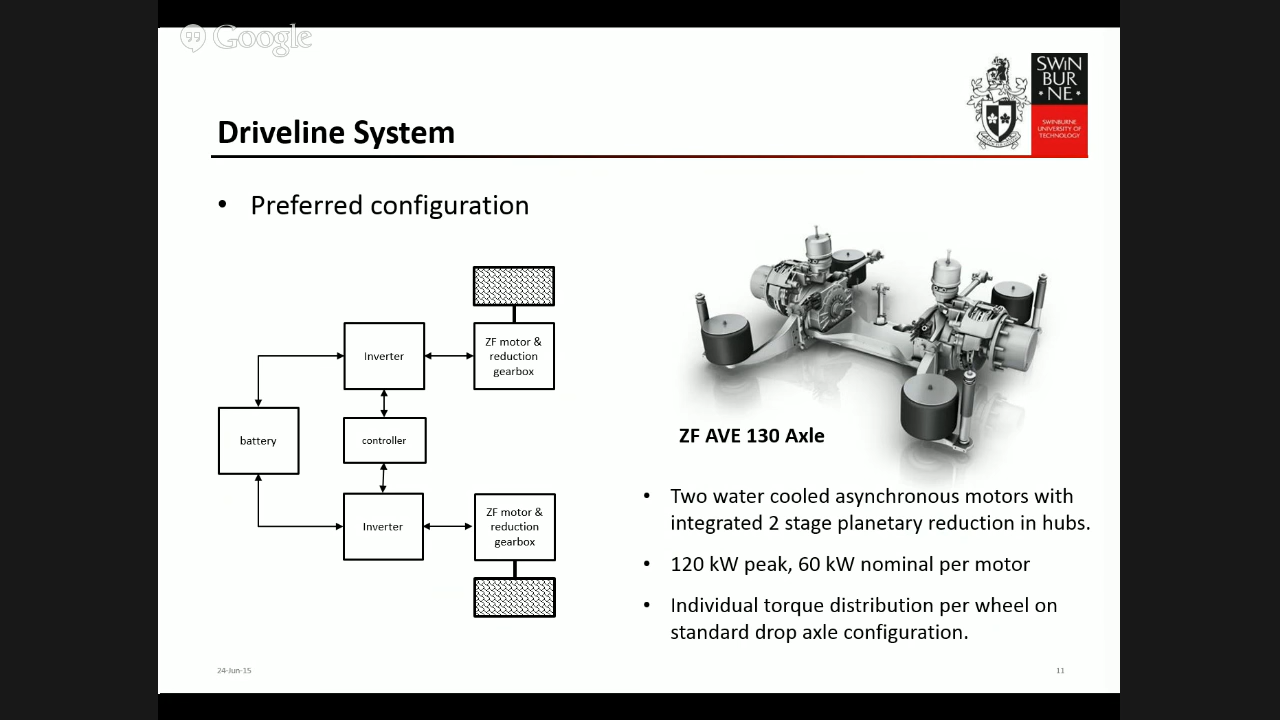 Google
SWIN
BUR
• NE •
SWINBURNE
UNIVERSITY OF
TECHNOLOGY
Driveline System
• Preferred configuration
ZF motor &
reduction
gearbox
Inverter
battery
controller
Inverter
ZF motor &
reduction
gearbox
ZF AVE 130 Axle
• Two water cooled asynchronous motors with
integrated 2 stage planetary reduction in hubs.
• 120 kW peak, 60 kW nominal per motor
• Individual torque distribution per wheel on
standard drop axle configuration.
24-Jun-15
11